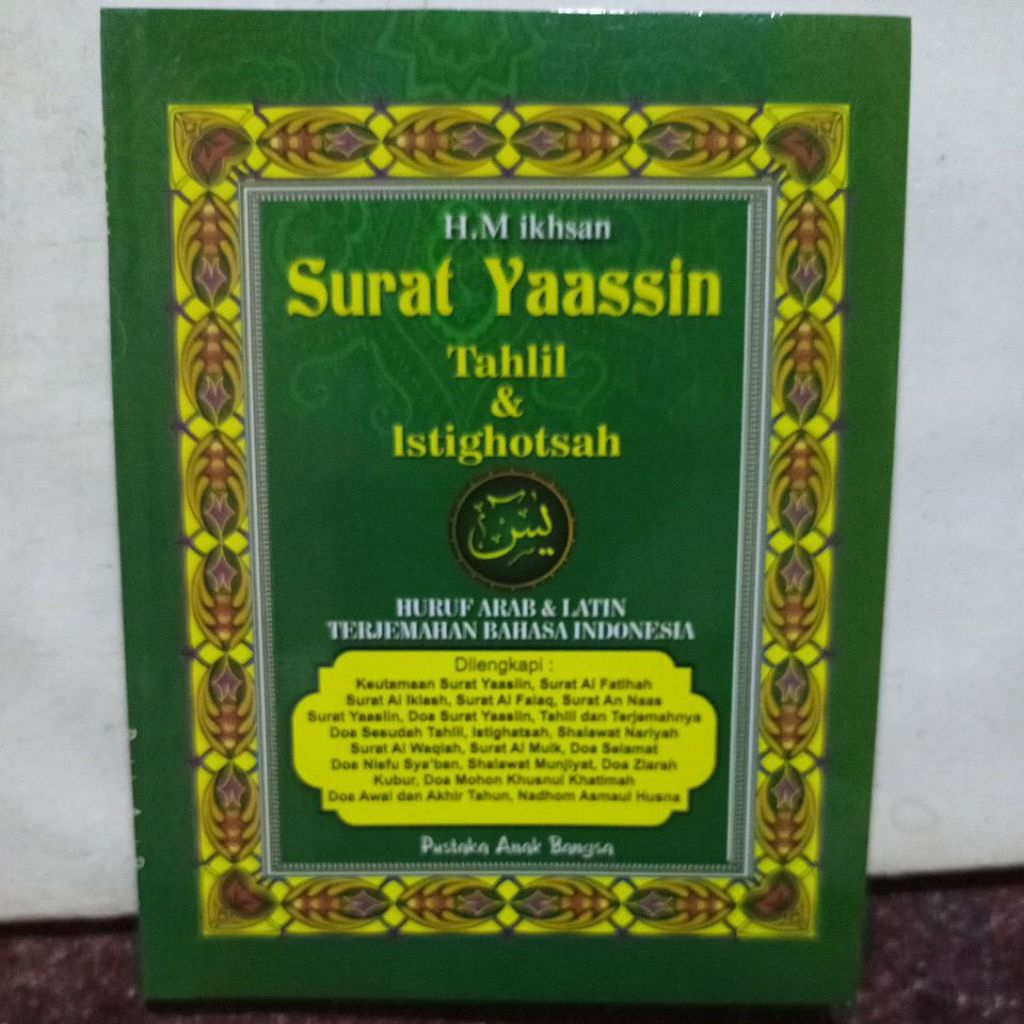 H.M ikhsan
Surat Yaassin
Tahlil
&
Istighotsah
يس
HURUF ARAB & LATIN
TERJEMAHAN BAHASA INDONESIA
Dilengkapi :
Keutamaan Surat Yaasiin, Surat Al Fatihah
Surat Al Iklash, Surat Al Falaq, Surat An Naas
Surat Yaasiin, Doa Surat Yaasiin, Tahlil dan Terjemahnya
Doa Sesudah Tahlil, Istighatsah, Shalawat Nariyah
Surat Al Waqiah, Surat Al Mulk, Doa Selamat
Doa Nisfu Sya'ban, Shalawat Munjiyat, Doa Ziarah
Kubur, Doa Mohon Khusnul Khatimah
Doa Awal dan Akhir Tahun, Nadhom Asmaul Husna
Pustaka Anak Bangsa